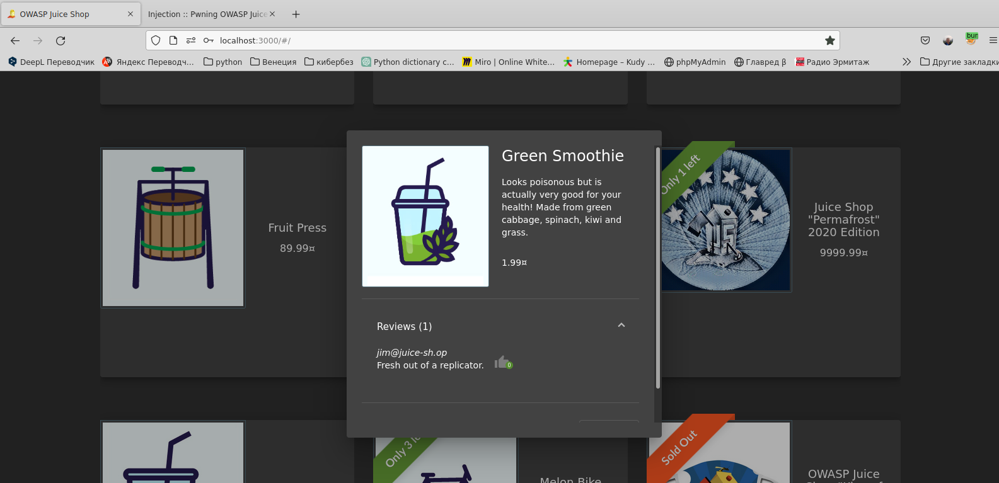 OWASP Juice Shop
Injection :: Pwning OWASP Juice
localhost:3000/#/
bur
DeepL Переводчик
Яндекс Переводч...
python
Венеция
кибербез
Python dictionary c...
Miro | Online White...
Homepage – Kudy ...
phpMyAdmin
Главред β
Радио Эрмитаж
Другие закладки
Fruit Press
89.99¤
Green Smoothie
Looks poisonous but is
actually very good for your
health! Made from green
cabbage, spinach, kiwi and
grass.
1.99¤
Reviews (1)
jim@juice-sh.op
Fresh out of a replicator.
0
Only 1 left
Juice Shop
"Permafrost"
2020 Edition
9999.99¤
Only 3 le
Melon Bike
Sold Out
OWASP Juice